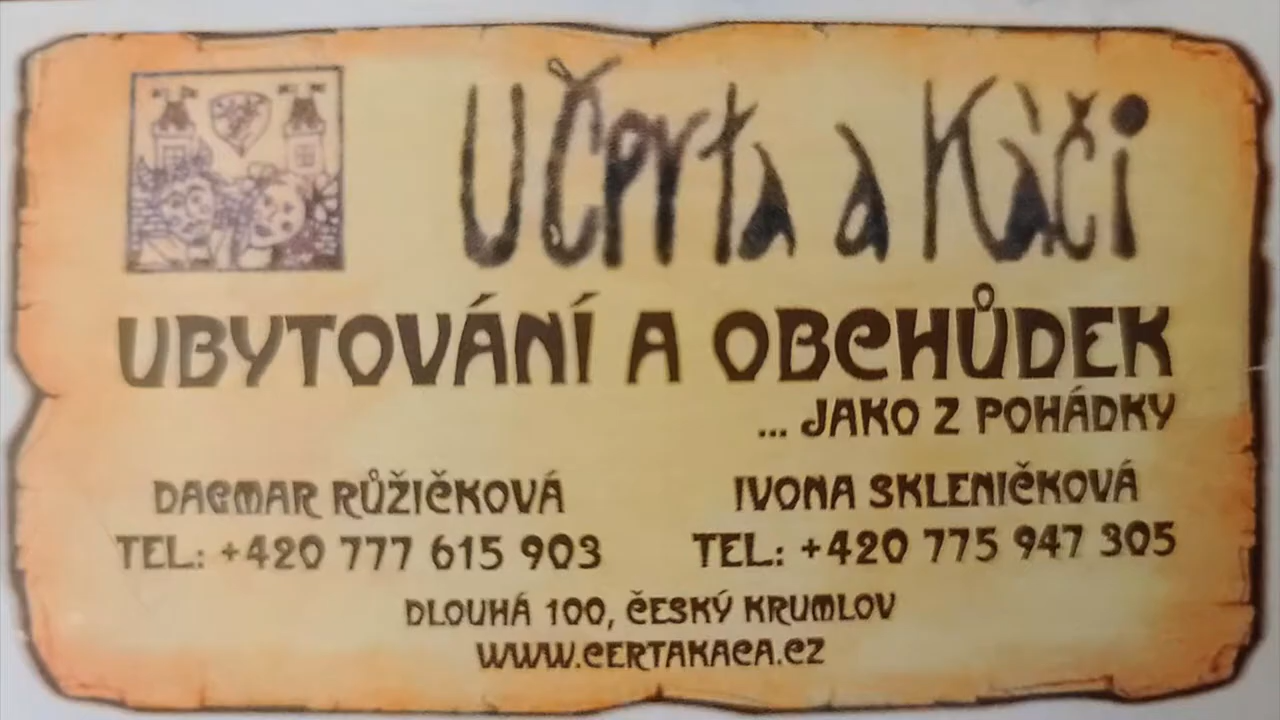 U Čerta a Káči
UBYTOVÁNÍ A OBCHŮDEK
... JAKO Z POHÁDKY
DAGMAR RŮŽIČKOVÁ
TEL: +420 777 615 903
IVONA SKLENIČKOVÁ
TEL: +420 775 947 305
DLOUHÁ 100, ČESKÝ KRUMLOV
WWW.CERTAKACA.CZ